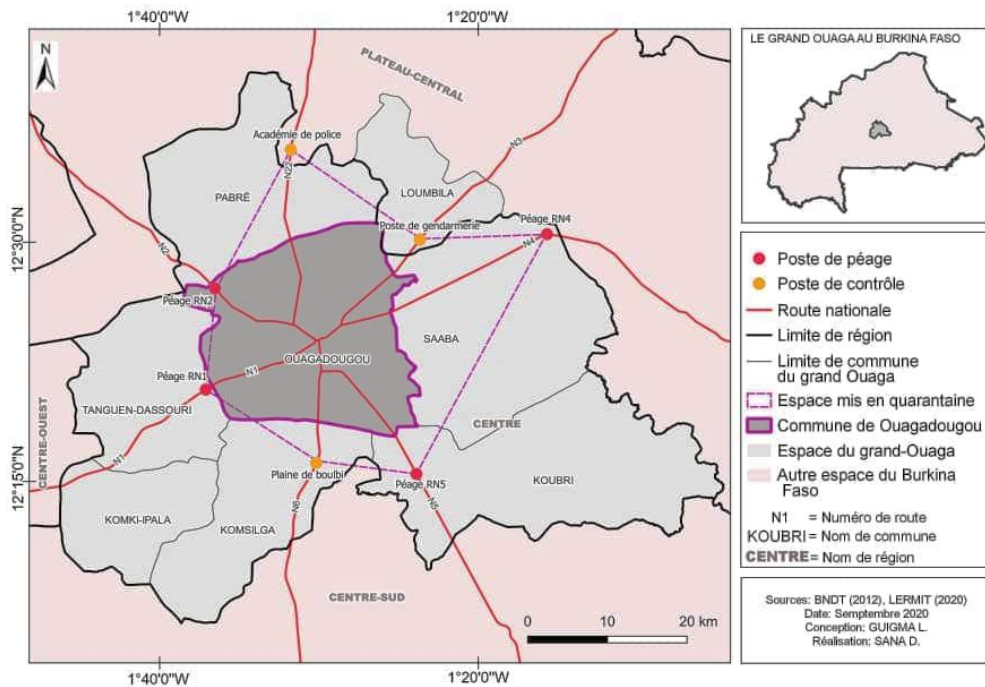 1°40'0"W
1°20'0"W
N
PLATEAU-CENTRAL
Académie de police
N22
N3
LOUMBILA
PABRÉ
Poste de gendarmerie
Péage RN4
12°30'0"N
N2
N4
Péage RN2
SAABA
OUAGADOUGOU
Péage RN1
N1
TANGUEN-DASSOURI
CENTRE-OUEST
CENTRE
N1
12°15'0"N
Plaine de boulbi
Péage RN5
KOUBRI
KOMKI-IPALA
KOMSILGA
N6
N5
CENTRE-SUD
0 10 20 km
1°40'0"W
1°20'0"W
LE GRAND OUAGA AU BURKINA FASO
Poste de péage
Poste de contrôle
Route nationale
Limite de région
Limite de commune
du grand Ouaga
Espace mis en quarantaine
Commune de Ouagadougou
Espace du grand-Ouaga
Autre espace du Burkina
Faso
N1 = Numéro de route
KOUBRI = Nom de commune
CENTRE = Nom de région
Sources: BNDT (2012), LERMIT (2020)
Date: Semptembre 2020
Conception: GUIGMA L.
Réalisation: SANA D.